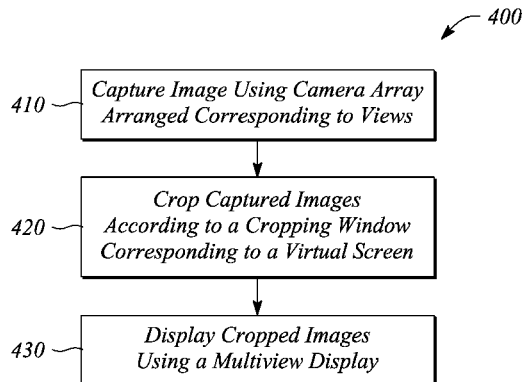 400
410
Capture Image Using Camera Array
Arranged Corresponding to Views
420
Crop Captured Images
According to a Cropping Window
Corresponding to a Virtual Screen
430
Display Cropped Images
Using a Multiview Display